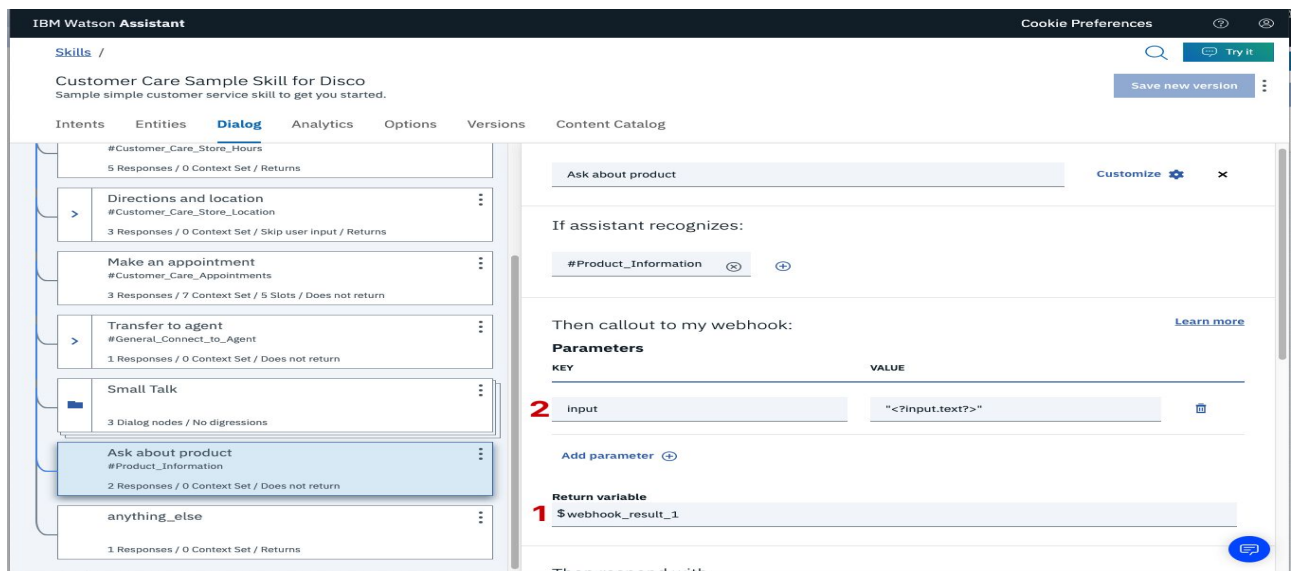 IBM Watson Assistant
Cookie Preferences
Skills /
Try it
Customer Care Sample Skill for Disco
Sample simple customer service skill to get you started.
Save new version
Intents Entities Dialog Analytics Options Versions Content Catalog
#Customer_Care_Store_Hours
5 Responses / 0 Context Set / Returns
Directions and location
#Customer_Care_Store_Location
3 Responses / 0 Context Set / Skip user input / Returns
Make an appointment
#Customer_Care_Appointments
3 Responses / 7 Context Set / 5 Slots / Does not return
Transfer to agent
#General_Connect_to_Agent
1 Responses / 0 Context Set / Does not return
Small Talk
3 Dialog nodes / No digressions
Ask about product
#Product_Information
2 Responses / 0 Context Set / Does not return
anything_else
1 Responses / 0 Context Set / Returns
Ask about product
Customize
If assistant recognizes:
#Product_Information
Then callout to my webhook:
Learn more
Parameters
KEY VALUE
2 input "<?input.text?>"
Add parameter
Return variable
1 $webhook_result_1
Then respond with